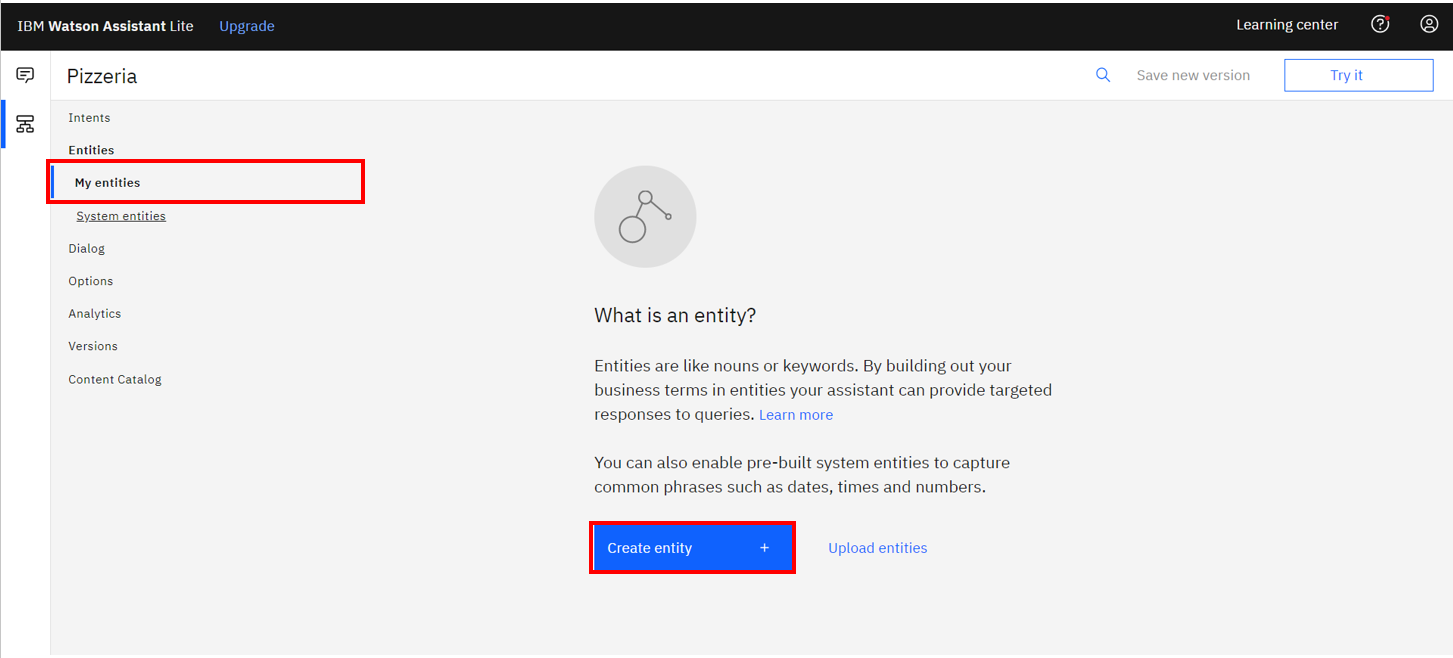 IBM Watson Assistant Lite Upgrade Learning center
Pizzeria Save new version Try it
Intents
Entities
My entities
System entities
Dialog
Options
Analytics
Versions
Content Catalog
What is an entity?
Entities are like nouns or keywords. By building out your
business terms in entities your assistant can provide targeted
responses to queries. Learn more
You can also enable pre-built system entities to capture
common phrases such as dates, times and numbers.
Create entity + Upload entities